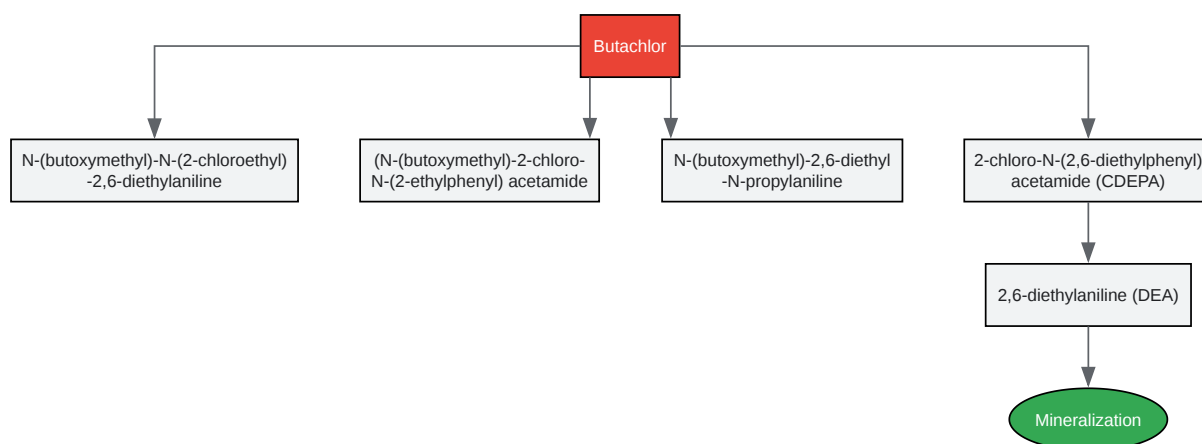 Butachlor
N-(butoxymethyl)-N-(2-chloroethyl)
-2,6-diethylaniline
(N-(butoxymethyl)-2-chloro-
N-(2-ethylphenyl) acetamide
N-(butoxymethyl)-2,6-diethyl
-N-propylaniline
2-chloro-N-(2,6-diethylphenyl)
acetamide (CDEPA)
2,6-diethylaniline (DEA)
Mineralization